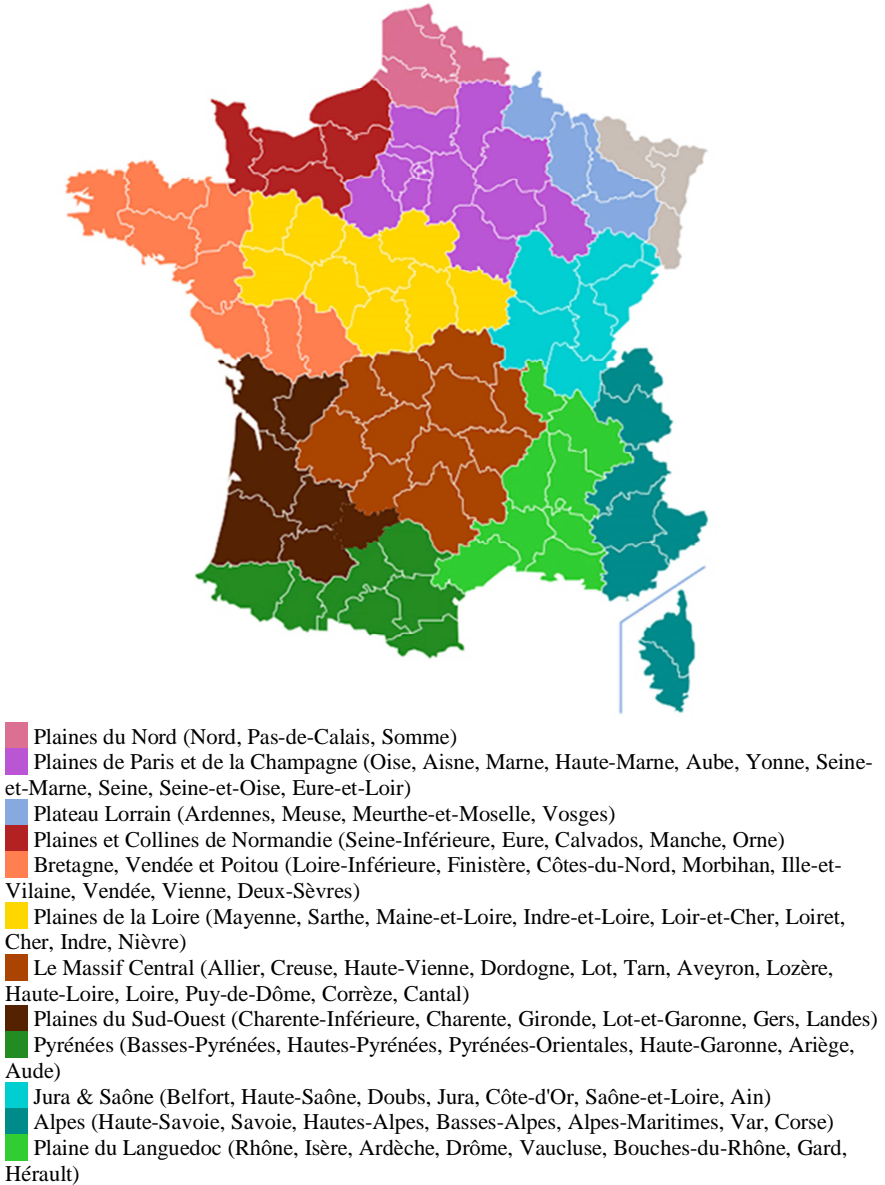 Plaines du Nord (Nord, Pas-de-Calais, Somme)
Plaines de Paris et de la Champagne (Oise, Aisne, Marne, Haute-Marne, Aube, Yonne, Seine-
et-Marne, Seine, Seine-et-Oise, Eure-et-Loir)
Plateau Lorrain (Ardennes, Meuse, Meurthe-et-Moselle, Vosges)
Plaines et Collines de Normandie (Seine-Inférieure, Eure, Calvados, Manche, Orne)
Bretagne, Vendée et Poitou (Loire-Inférieure, Finistère, Côtes-du-Nord, Morbihan, Ille-et-
Vilaine, Vendée, Vienne, Deux-Sèvres)
Plaines de la Loire (Mayenne, Sarthe, Maine-et-Loire, Indre-et-Loire, Loir-et-Cher, Loiret,
Cher, Indre, Nièvre)
Le Massif Central (Allier, Creuse, Haute-Vienne, Dordogne, Lot, Tarn, Aveyron, Lozère,
Haute-Loire, Loire, Puy-de-Dôme, Corrèze, Cantal)
Plaines du Sud-Ouest (Charente-Inférieure, Charente, Gironde, Lot-et-Garonne, Gers, Landes)
Pyrénées (Basses-Pyrénées, Hautes-Pyrénées, Pyrénées-Orientales, Haute-Garonne, Ariège,
Aude)
Jura & Saône (Belfort, Haute-Saône, Doubs, Jura, Côte-d'Or, Saône-et-Loire, Ain)
Alpes (Haute-Savoie, Savoie, Hautes-Alpes, Basses-Alpes, Alpes-Maritimes, Var, Corse)
Plaine du Languedoc (Rhône, Isère, Ardèche, Drôme, Vaucluse, Bouches-du-Rhône, Gard,
Hérault)